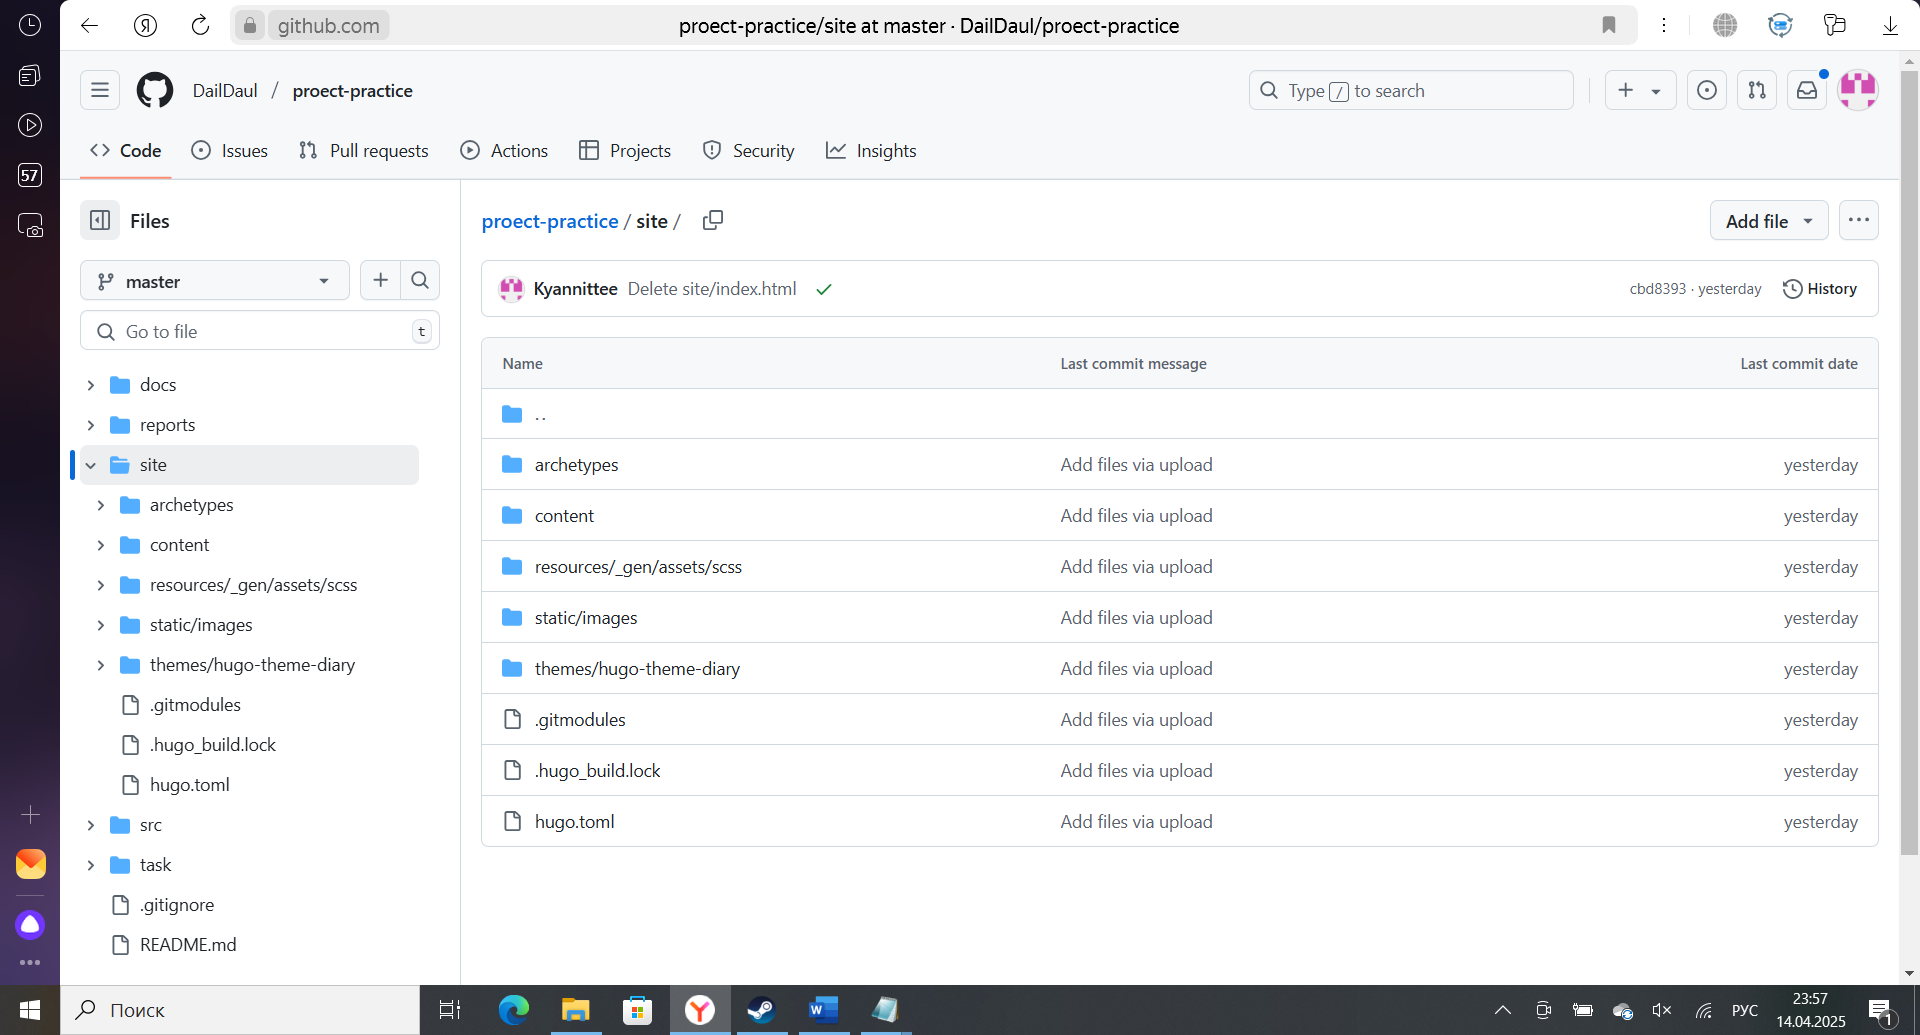 github.com
proect-practice/site at master · DailDaul/proect-practice
DailDaul / proect-practice
Type / to search
57
Code
Issues
Pull requests
Actions
Projects
Security
Insights
Files
master
Go to file
t
docs
reports
site
archetypes
content
resources/_gen/assets/scss
static/images
themes/hugo-theme-diary
.gitmodules
.hugo_build.lock
hugo.toml
src
task
.gitignore
README.md
proect-practice / site /
Add file
Kyannittee Delete site/index.html
cbd8393 · yesterday
History
Name Last commit message Last commit date
..
archetypes Add files via upload yesterday
content Add files via upload yesterday
resources/_gen/assets/scss Add files via upload yesterday
static/images Add files via upload yesterday
themes/hugo-theme-diary Add files via upload yesterday
.gitmodules Add files via upload yesterday
.hugo_build.lock Add files via upload yesterday
hugo.toml Add files via upload yesterday
Поиск
РУС
23:57
14.04.2025
1